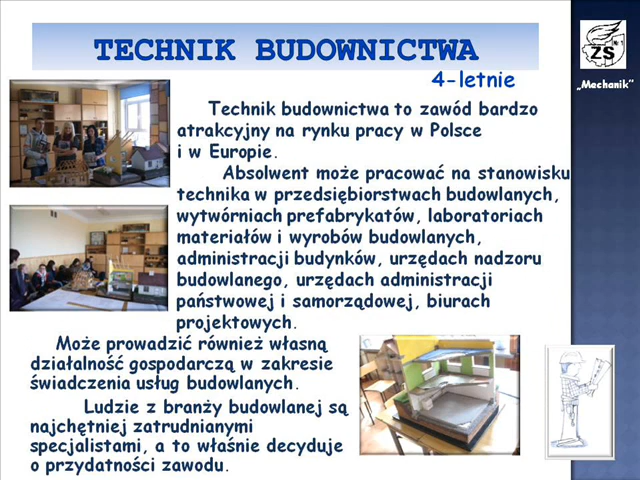 TECHNIK BUDOWNICTWA
4-letnie
ZS
„Mechanik”
Technik budownictwa to zawód bardzo
atrakcyjny na rynku pracy w Polsce
i w Europie.
Absolwent może pracować na stanowisku
technika w przedsiębiorstwach budowlanych,
wytwórniach prefabrykatów, laboratoriach
materiałów i wyrobów budowlanych,
administracji budynków, urzędach nadzoru
budowlanego, urzędach administracji
państwowej i samorządowej, biurach
projektowych.
Może prowadzić również własną
działalność gospodarczą w zakresie
świadczenia usług budowlanych.
Ludzie z branży budowlanej są
najchętniej zatrudnianymi
specjalistami, a to właśnie decyduje
o przydatności zawodu.